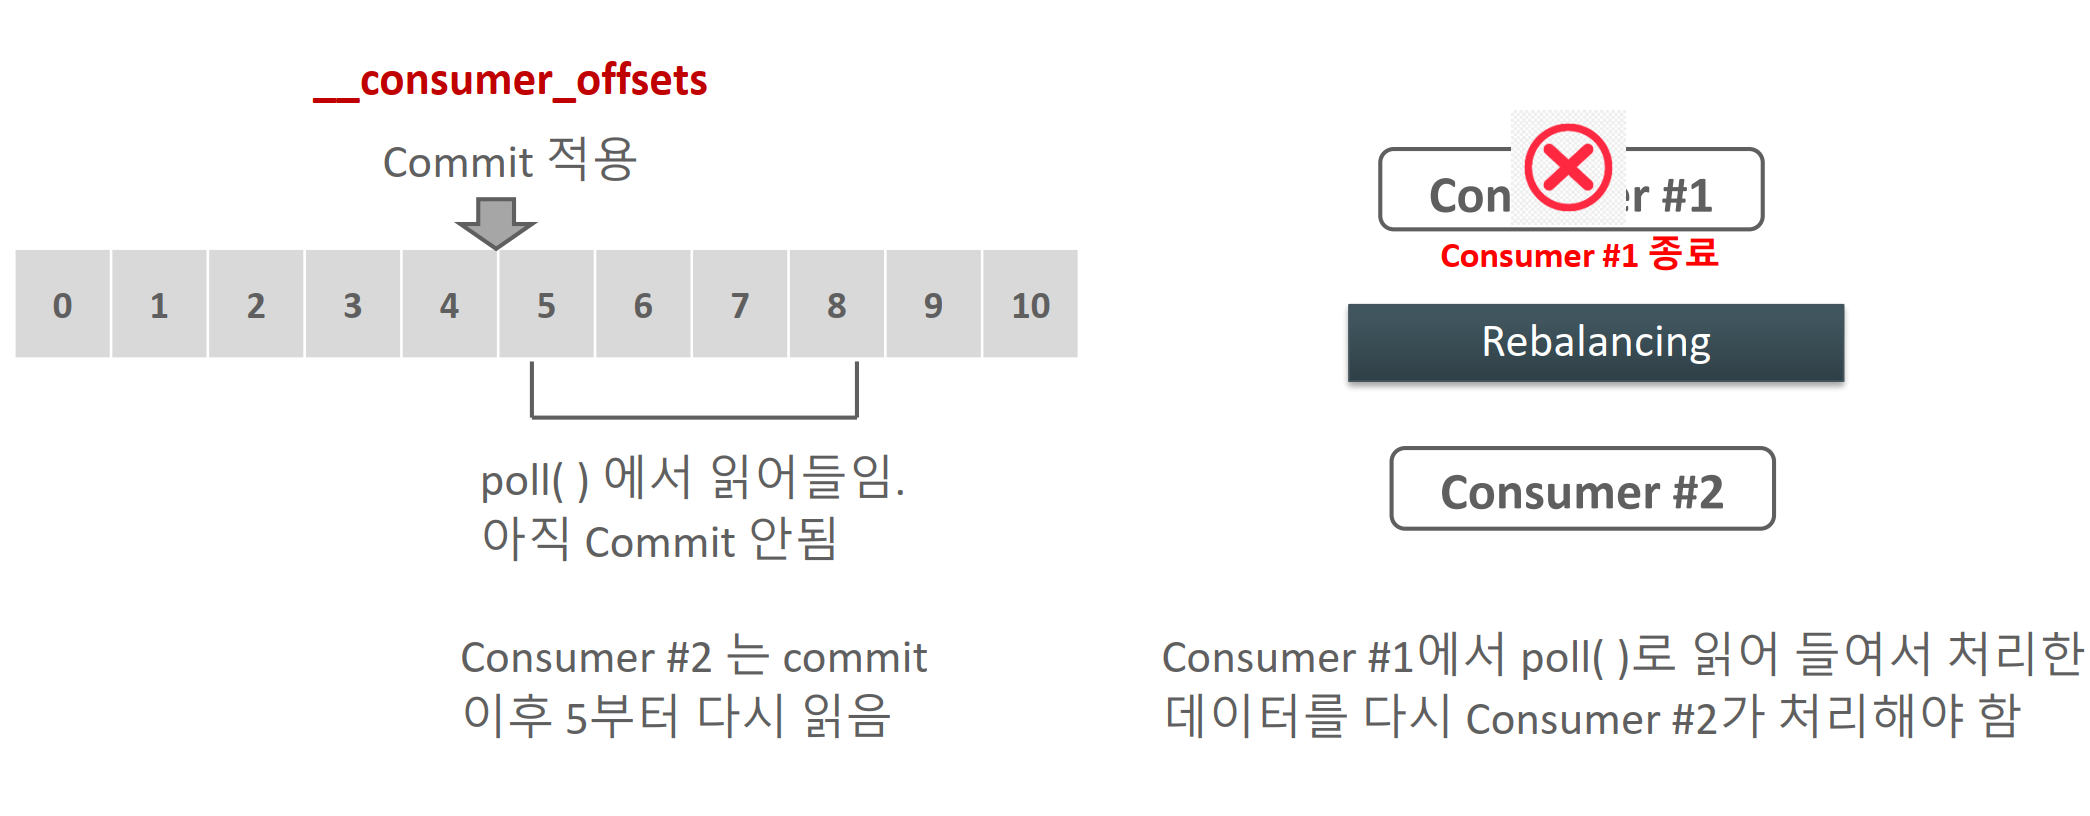 __consumer_offsets
Commit 적용
0 1 2 3 4 5 6 7 8 9 10
poll( ) 에서 읽어들임.
아직 Commit 안됨
Consumer #2 는 commit
이후 5부터 다시 읽음
Con er #1
Consumer #1 종료
Rebalancing
Consumer #2
Consumer #1에서 poll( )로 읽어 들여서 처리한
데이터를 다시 Consumer #2가 처리해야 함